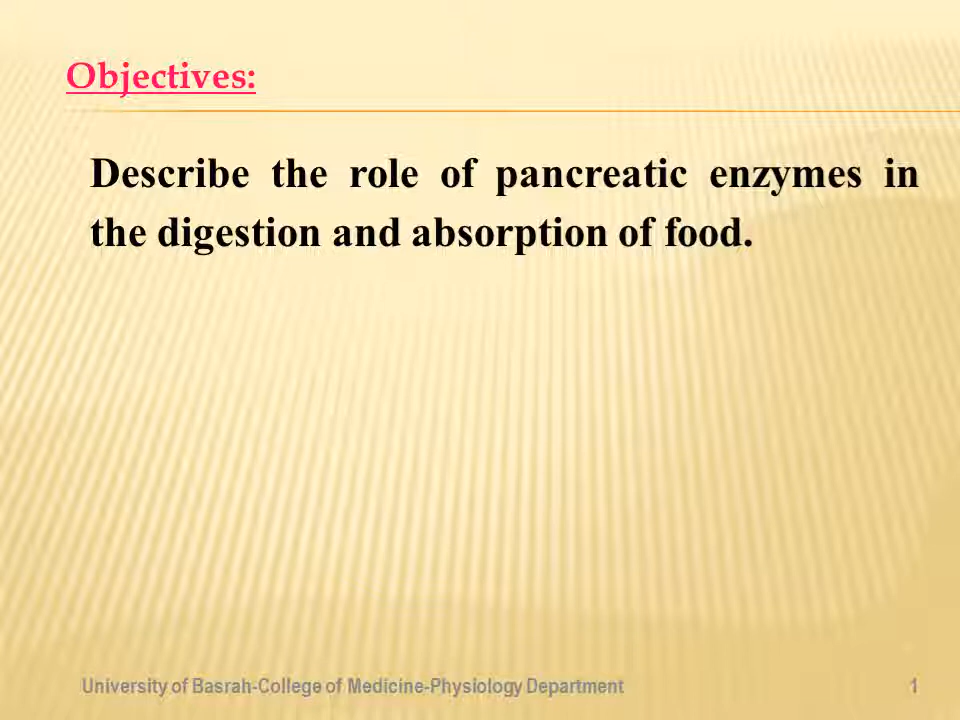 Objectives:
Describe the role of pancreatic enzymes in
the digestion and absorption of food.
University of Basrah-College of Medicine-Physiology Department 1